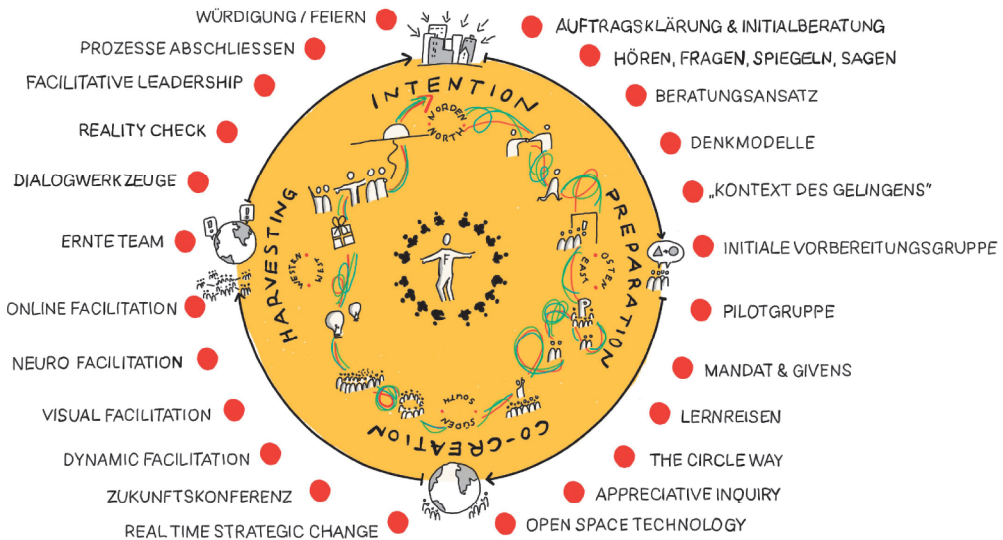 WÜRDIGUNG / FEIERN
PROZESSE ABSCHLIESSEN
FACILITATIVE LEADERSHIP
REALITY CHECK
DIALOGWERKZEUGE
ERNTE TEAM
ONLINE FACILITATION
NEURO FACILITATION
VISUAL FACILITATION
DYNAMIC FACILITATION
ZUKUNFTSKONFERENZ
REAL TIME STRATEGIC CHANGE
AUFTRAGSKLÄRUNG & INITIALBERATUNG
HÖREN, FRAGEN, SPIEGELN, SAGEN
BERATUNGSANSATZ
DENKMODELLE
„KONTEXT DES GELINGENS"
INITIALE VORBEREITUNGSGRUPPE
PILOTGRUPPE
MANDAT & GIVENS
LERNREISEN
THE CIRCLE WAY
APPRECIATIVE INQUIRY
OPEN SPACE TECHNOLOGY
INTENTION
NORDEN
NORTH
PREPARATION
OSTEN
EAST
CO-CREATION
SÜDEN
SOUTH
HARVESTING
WESTEN
WEST
F
P
!
!
!